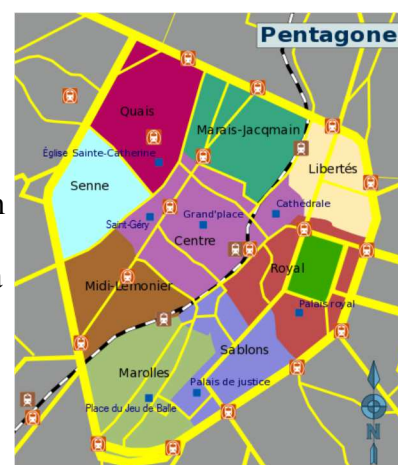 Pentagone
Quais
Marais-Jacqmain
Église Sainte-Catherine
Libertés
Senne
Cathédrale
Saint-Géry
Grand'place
Centre
Royal
Midi-Lemonier
Palais royal
Sablons
Marolles
Palais de justice
Place du Jeu de Balle
N